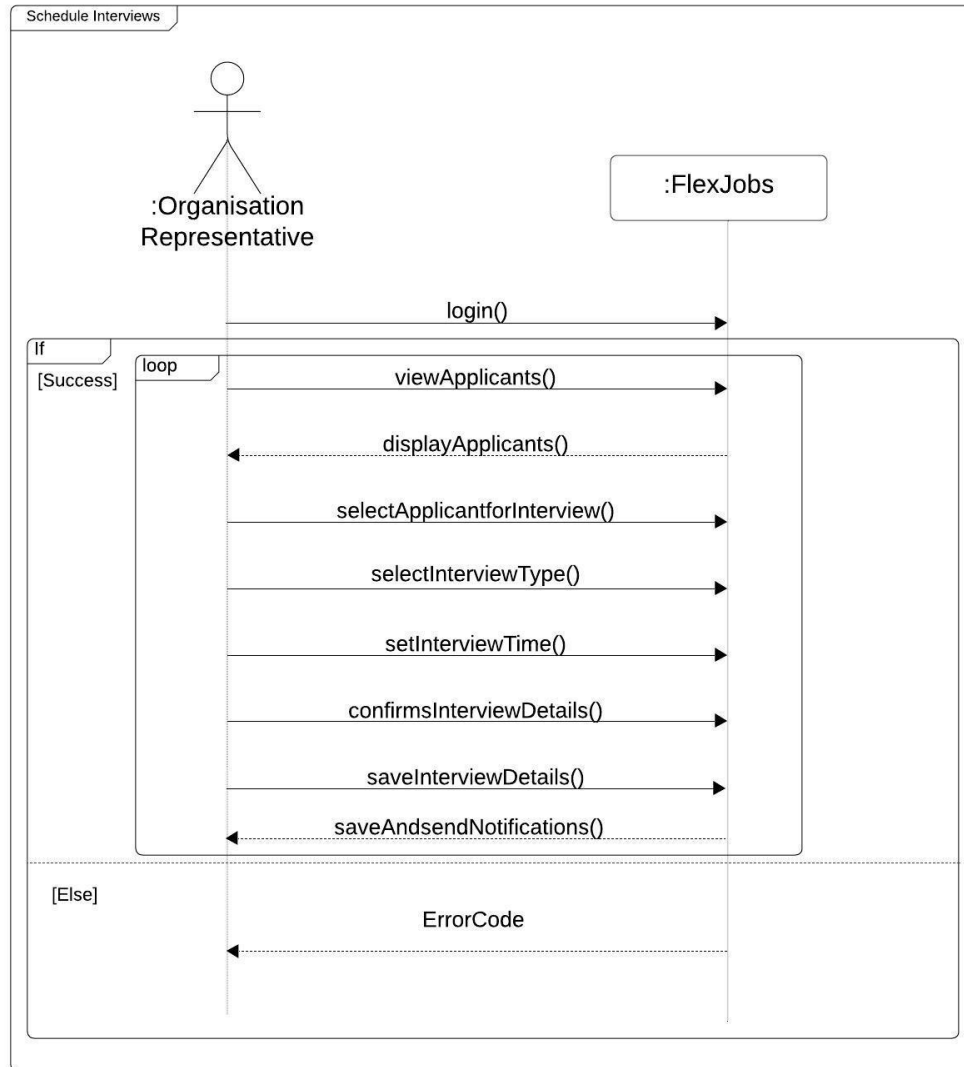 Schedule Interviews
:Organisation
Representative
:FlexJobs
login()
If
[Success]
loop
viewApplicants()
displayApplicants()
selectApplicantforInterview()
selectInterviewType()
setInterviewTime()
confirmsInterviewDetails()
saveInterviewDetails()
saveAndsendNotifications()
[Else]
ErrorCode